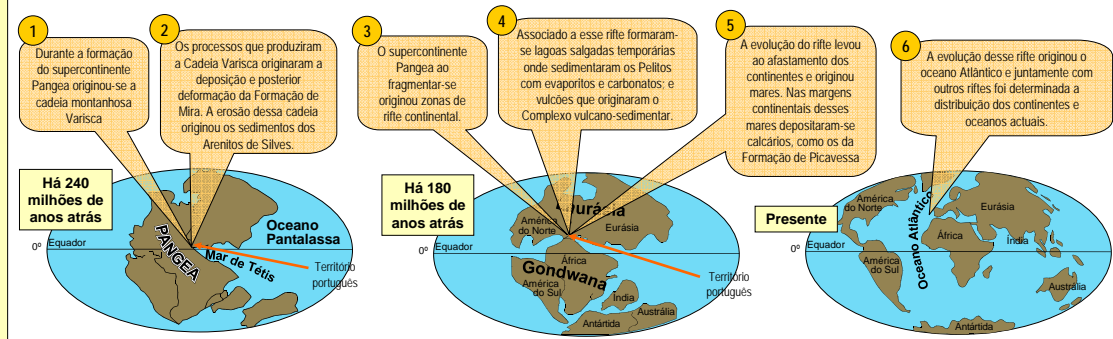 1
Durante a formação
do supercontinente
Pangea originou-se a
cadeia montanhosa
Varisca
2
Os processos que produziram
a Cadeia Varisca originaram a
deposição e posterior
deformação da Formação de
Mira. A erosão dessa cadeia
originou os sedimentos dos
Arenitos de Silves.
3
O supercontinente
Pangea ao
fragmentar-se
originou zonas de
rifte continental.
4
Associado a esse rifte formaram-
se lagoas salgadas temporárias
onde sedimentaram os Pelitos
com evaporitos e carbonatos; e
vulcões que originaram o
Complexo vulcano-sedimentar.
5
A evolução do rifte levou
ao afastamento dos
continentes e originou
mares. Nas margens
continentais desses
mares depositaram-se
calcários, como os da
Formação de Picavessa
6
A evolução desse rifte originou o
oceano Atlântico e juntamente com
outros riftes foi determinada a
distribuição dos continentes e
oceanos actuais.
Há 240
milhões de
anos atrás
Oceano
Pantalassa
PANGEA
0º
Equador
Mar de Tétis
Território
português
Há 180
milhões de
anos atrás
Eurásia
América
do Norte
Eurásia
0º
Equador
África
Gondwana
América
do Sul
Índia
Território
português
Austrália
Antártida
Presente
América
do Norte
Oceano Atlântico
Eurásia
0º
Equador
África
Índia
América
do Sul
Austrália
Antártida